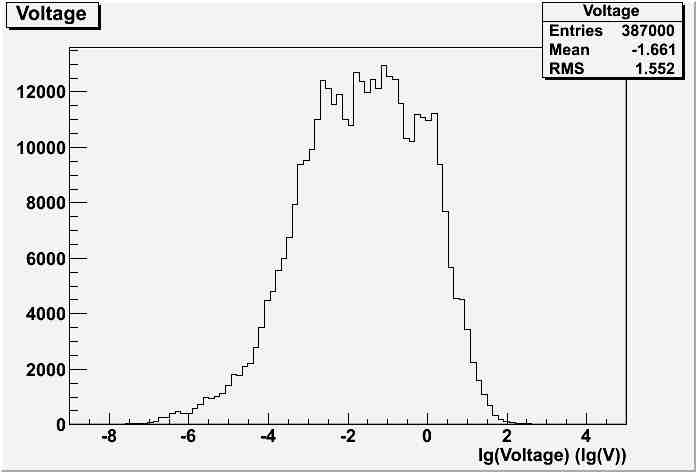 Voltage
Voltage
Entries 387000
Mean -1.661
RMS 1.552
12000
10000
8000
6000
4000
2000
0
-8 -6 -4 -2 0 2 4
lg(Voltage) (lg(V))